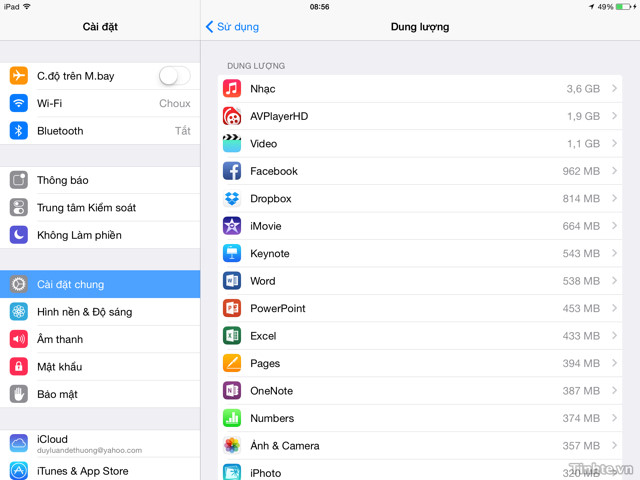 iPad 08:56 49%
Cài đặt
Sử dụng Dung lượng
C.độ trên M.bay
Wi-Fi Choux
Bluetooth Tắt
Thông báo
Trung tâm Kiểm soát
Không Làm phiền
Cài đặt chung
Hình nền & Độ sáng
Âm thanh
Mật khẩu
Bảo mật
iCloud
duyluandethuong@yahoo.com
iTunes & App Store
DUNG LƯỢNG
Nhạc 3,6 GB
AVPlayerHD 1,9 GB
Video 1,1 GB
Facebook 962 MB
Dropbox 814 MB
iMovie 664 MB
Keynote 543 MB
Word 538 MB
PowerPoint 453 MB
Excel 433 MB
Pages 394 MB
OneNote 387 MB
Numbers 374 MB
Ảnh & Camera 357 MB
iPhoto 320 MB
Tinhte.vn